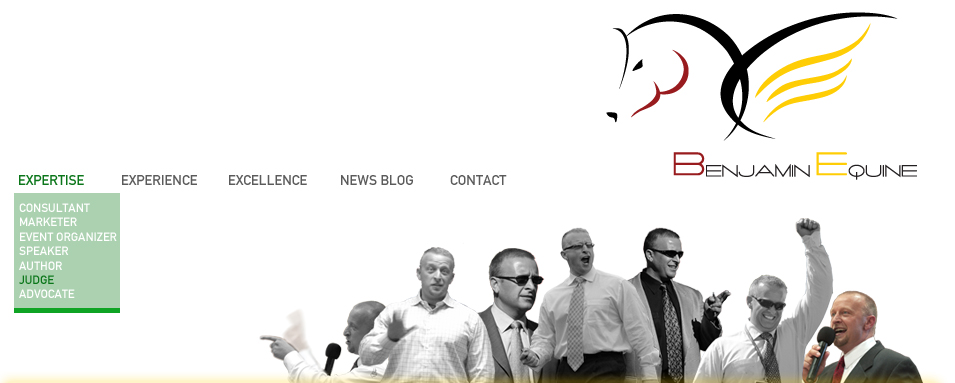 BENJAMIN EQUINE
EXPERTISE EXPERIENCE EXCELLENCE NEWS BLOG CONTACT
CONSULTANT
MARKETER
EVENT ORGANIZER
SPEAKER
AUTHOR
JUDGE
ADVOCATE